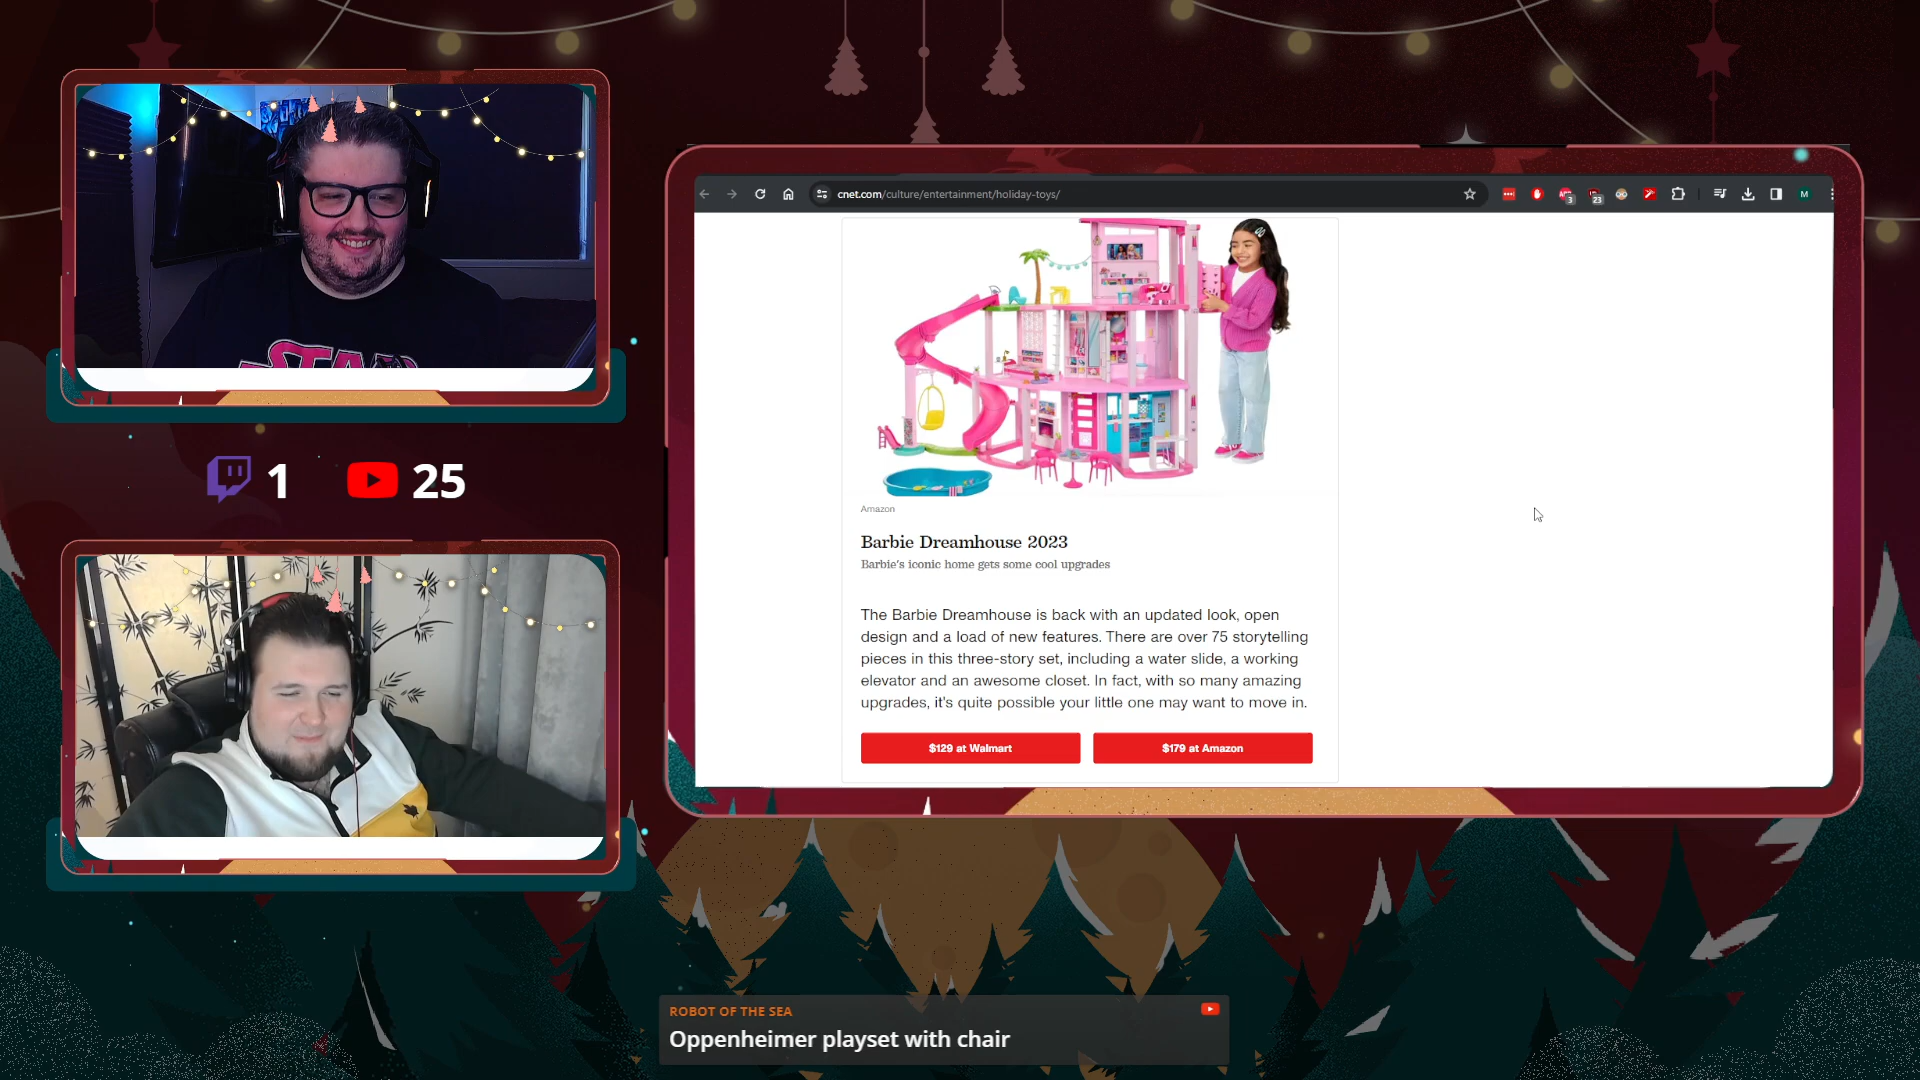 1
25
cnet.com/culture/entertainment/holiday-toys/
3
23
M
Amazon
Barbie Dreamhouse 2023
Barbie's iconic home gets some cool upgrades
The Barbie Dreamhouse is back with an updated look, open
design and a load of new features. There are over 75 storytelling
pieces in this three-story set, including a water slide, a working
elevator and an awesome closet. In fact, with so many amazing
upgrades, it's quite possible your little one may want to move in.
$129 at Walmart
$179 at Amazon
ROBOT OF THE SEA
Oppenheimer playset with chair